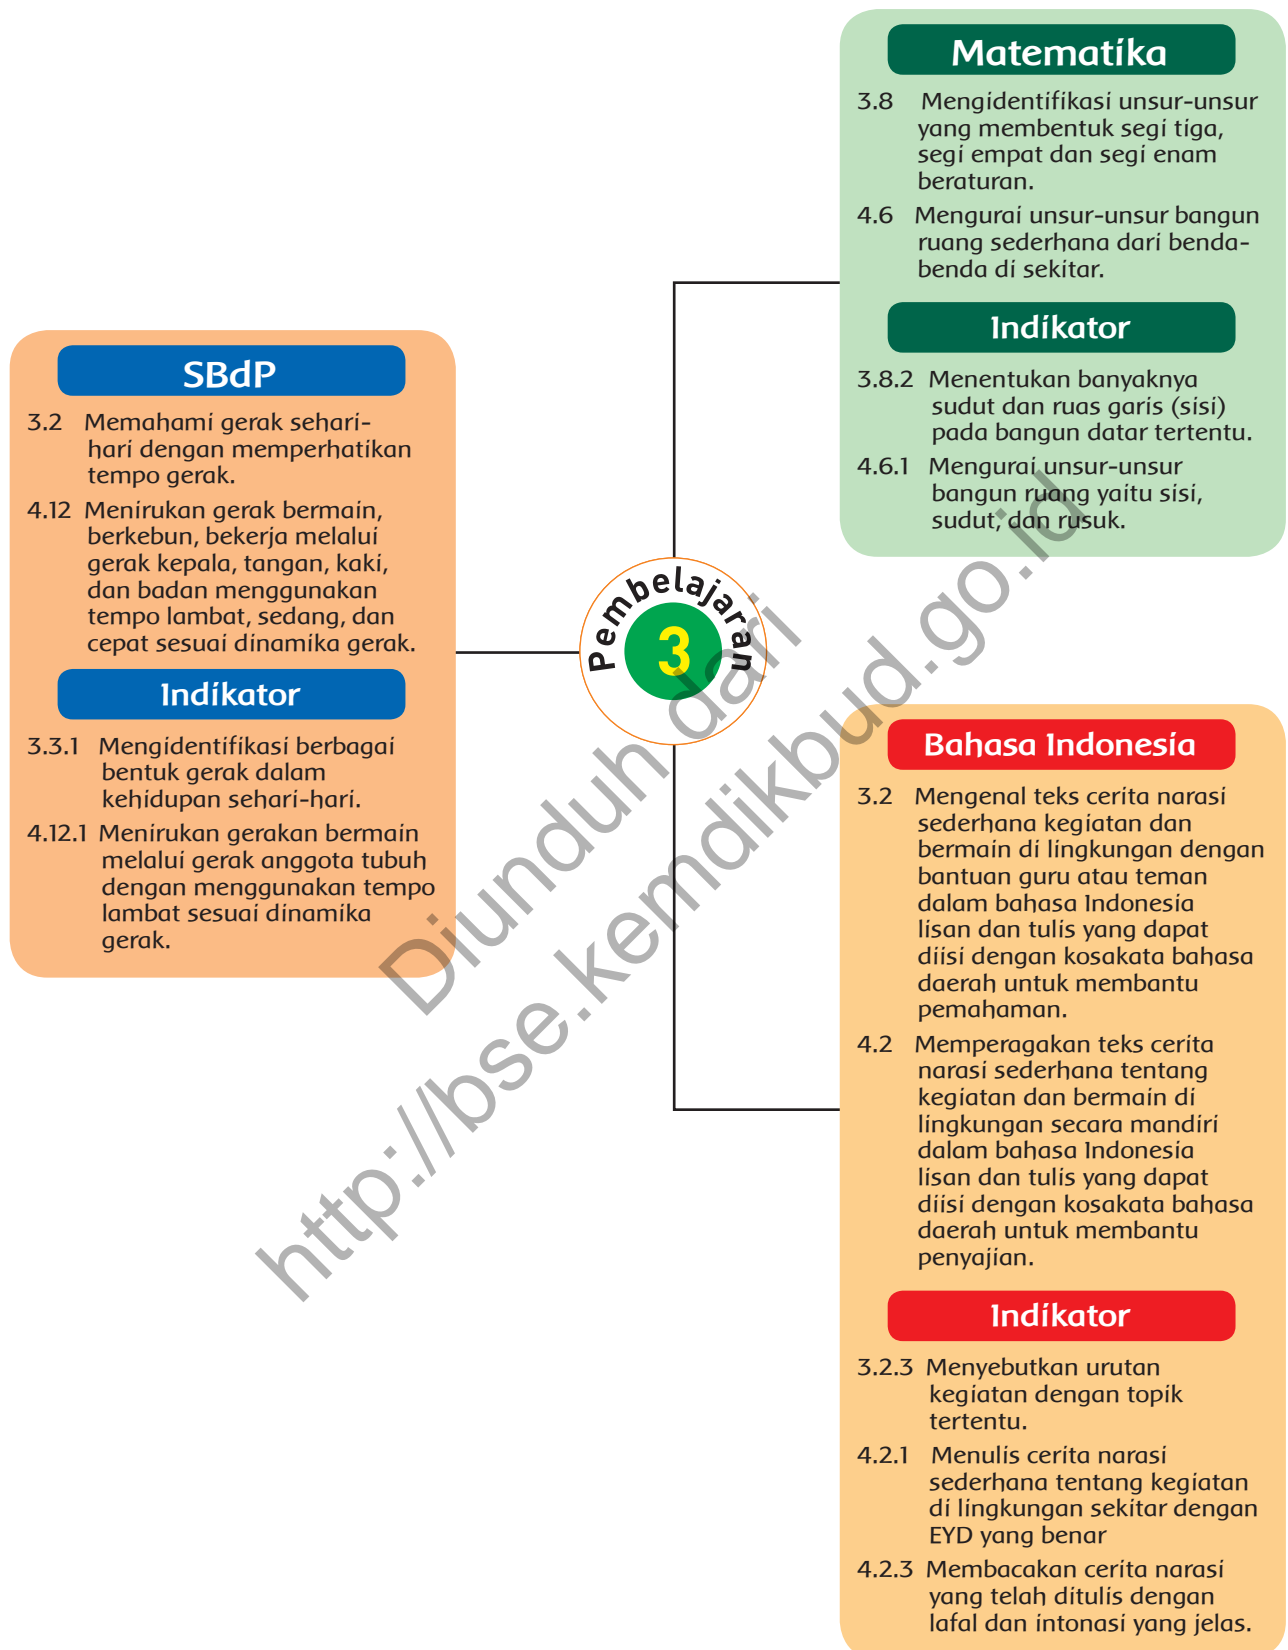 Matematika
3.8 Mengidentifikasi unsur-unsur
yang membentuk segi tiga,
segi empat dan segi enam
beraturan.
4.6 Mengurai unsur-unsur bangun
ruang sederhana dari benda-
benda di sekitar.
Indikator
3.8.2 Menentukan banyaknya
sudut dan ruas garis (sisi)
pada bangun datar tertentu.
4.6.1 Mengurai unsur-unsur
bangun ruang yaitu sisi,
sudut, dan rusuk.
SBdP
3.2 Memahami gerak sehari-
hari dengan memperhatikan
tempo gerak.
4.12 Menirukan gerak bermain,
berkebun, bekerja melalui
gerak kepala, tangan, kaki,
dan badan menggunakan
tempo lambat, sedang, dan
cepat sesuai dinamika gerak.
Indikator
3.3.1 Mengidentifikasi berbagai
bentuk gerak dalam
kehidupan sehari-hari.
4.12.1 Menirukan gerakan bermain
melalui gerak anggota tubuh
dengan menggunakan tempo
lambat sesuai dinamika
gerak.
Pembelajaran
3
Bahasa Indonesia
3.2 Mengenal teks cerita narasi
sederhana kegiatan dan
bermain di lingkungan dengan
bantuan guru atau teman
dalam bahasa Indonesia
lisan dan tulis yang dapat
diisi dengan kosakata bahasa
daerah untuk membantu
pemahaman.
4.2 Memperagakan teks cerita
narasi sederhana tentang
kegiatan dan bermain di
lingkungan secara mandiri
dalam bahasa Indonesia
lisan dan tulis yang dapat
diisi dengan kosakata bahasa
daerah untuk membantu
penyajian.
Indikator
3.2.3 Menyebutkan urutan
kegiatan dengan topik
tertentu.
4.2.1 Menulis cerita narasi
sederhana tentang kegiatan
di lingkungan sekitar dengan
EYD yang benar
4.2.3 Membacakan cerita narasi
yang telah ditulis dengan
lafal dan intonasi yang jelas.
Diunduh dari
http://bse.kemdikbud.go.id